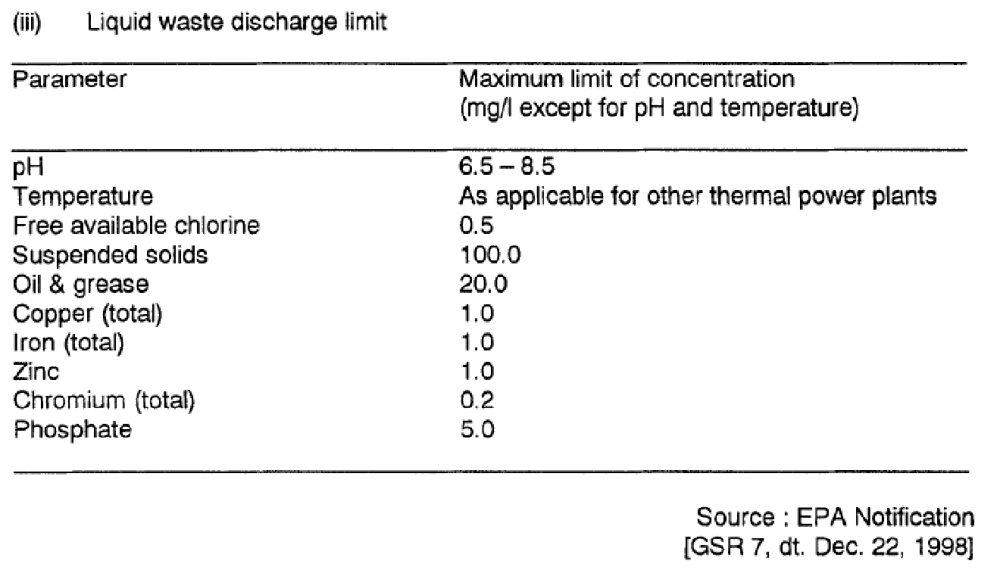 (iii) Liquid waste discharge limit
Parameter Maximum limit of concentration
(mg/l except for pH and temperature)
pH 6.5 – 8.5
Temperature As applicable for other thermal power plants
Free available chlorine 0.5
Suspended solids 100.0
Oil & grease 20.0
Copper (total) 1.0
Iron (total) 1.0
Zinc 1.0
Chromium (total) 0.2
Phosphate 5.0
Source : EPA Notification
[GSR 7, dt. Dec. 22, 1998]